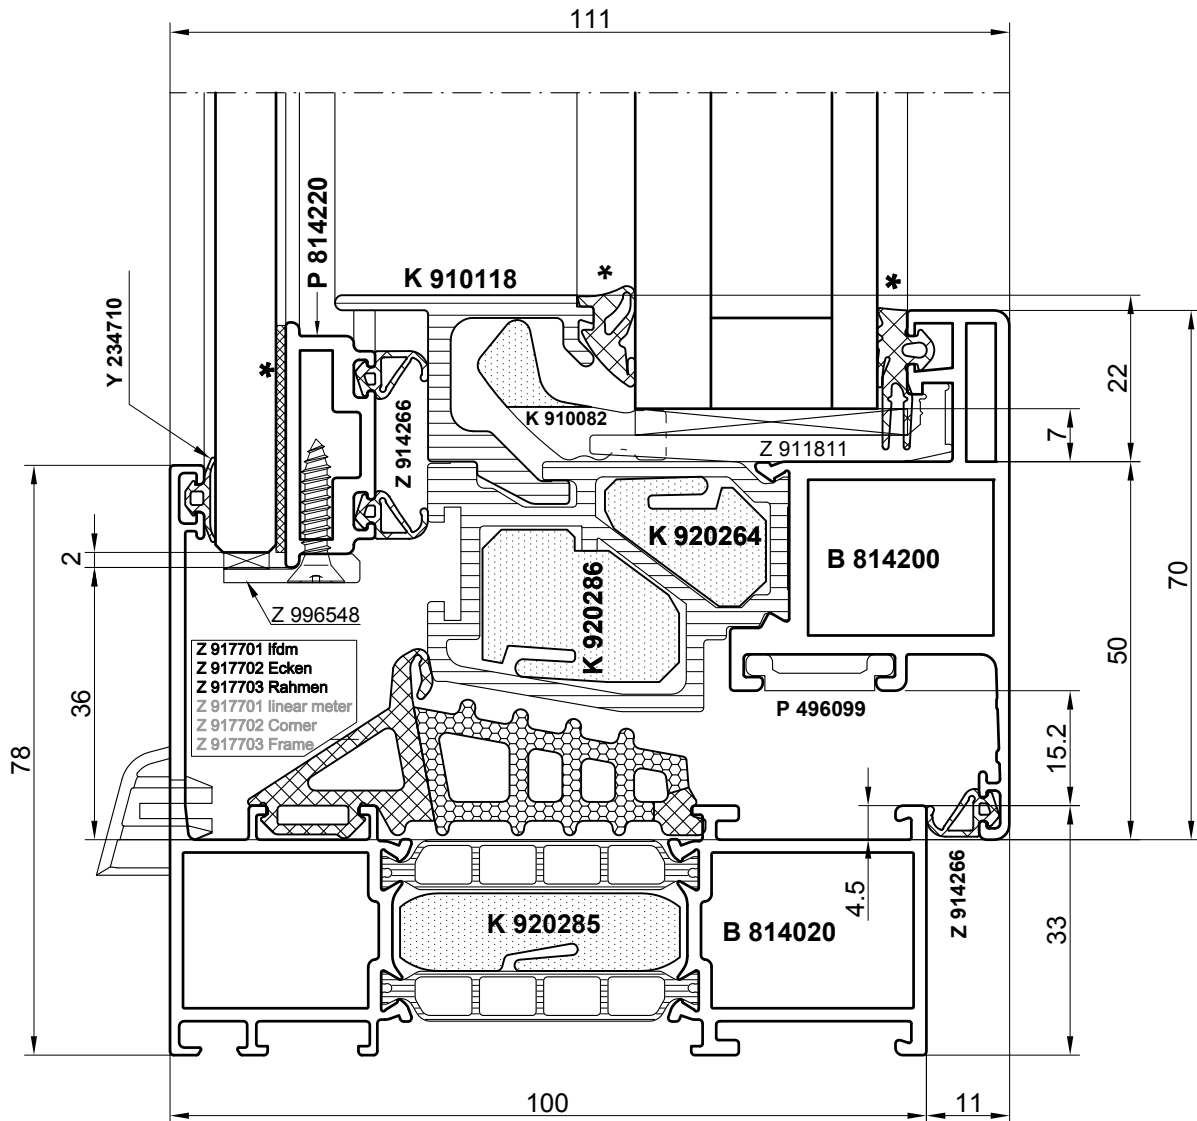 111
P 814220
K 910118
*
*
Y 234710
*
22
K 910082
7
Z 914266
Z 911811
K 920264
B 814200
2
70
K 920286
Z 996548
50
Z 917701 lfdm
Z 917702 Ecken
Z 917703 Rahmen
Z 917701 linear meter
Z 917702 Corner
Z 917703 Frame
36
P 496099
78
15.2
4.5
Z 914266
K 920285
B 814020
33
100
11